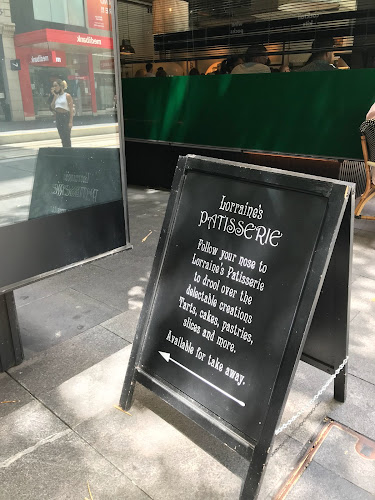 Lorraine's
PATISSERIE
Follow your nose to
Lorraine's Patisserie
to drool over the
delectable creations
Tarts, cakes, pastries,
slices and more.
Available for take away.